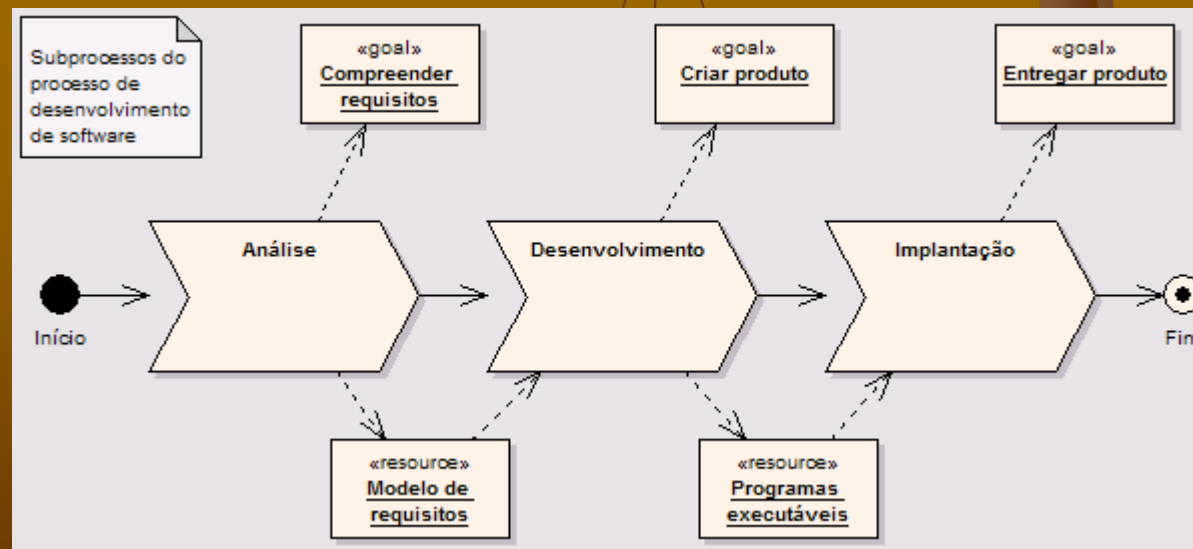 Subprocessos do
processo de
desenvolvimento
de software
«goal»
Compreender
requisitos
«goal»
Criar produto
«goal»
Entregar produto
Análise
Desenvolvimento
Implantação
Início
Fin
«resource»
Modelo de
requisitos
«resource»
Programas
executáveis